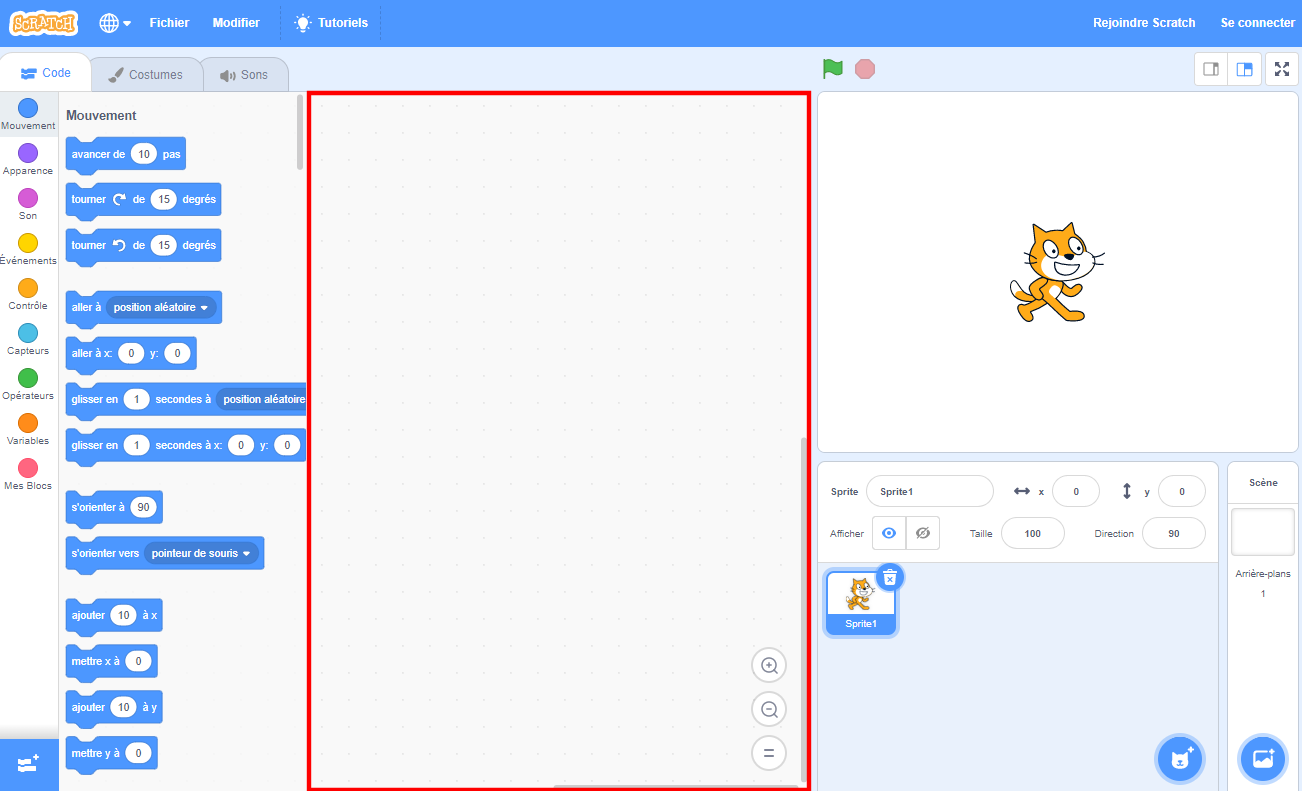 SCRATCH Fichier Modifier Tutoriels Rejoindre Scratch Se connecter
Code Costumes Sons
Mouvement
Apparence
Son
Événements
Contrôle
Capteurs
Opérateurs
Variables
Mes Blocs
Mouvement
avancer de 10 pas
tourner de 15 degrés
tourner de 15 degrés
aller à position aléatoire
aller à x: 0 y: 0
glisser en 1 secondes à position aléatoire
glisser en 1 secondes à x: 0 y: 0
s'orienter à 90
s'orienter vers pointeur de souris
ajouter 10 à x
mettre x à 0
ajouter 10 à y
mettre y à 0
Sprite Sprite1 x 0 y 0
Afficher Taille 100 Direction 90
Sprite1
Scène
Arrière-plans
1